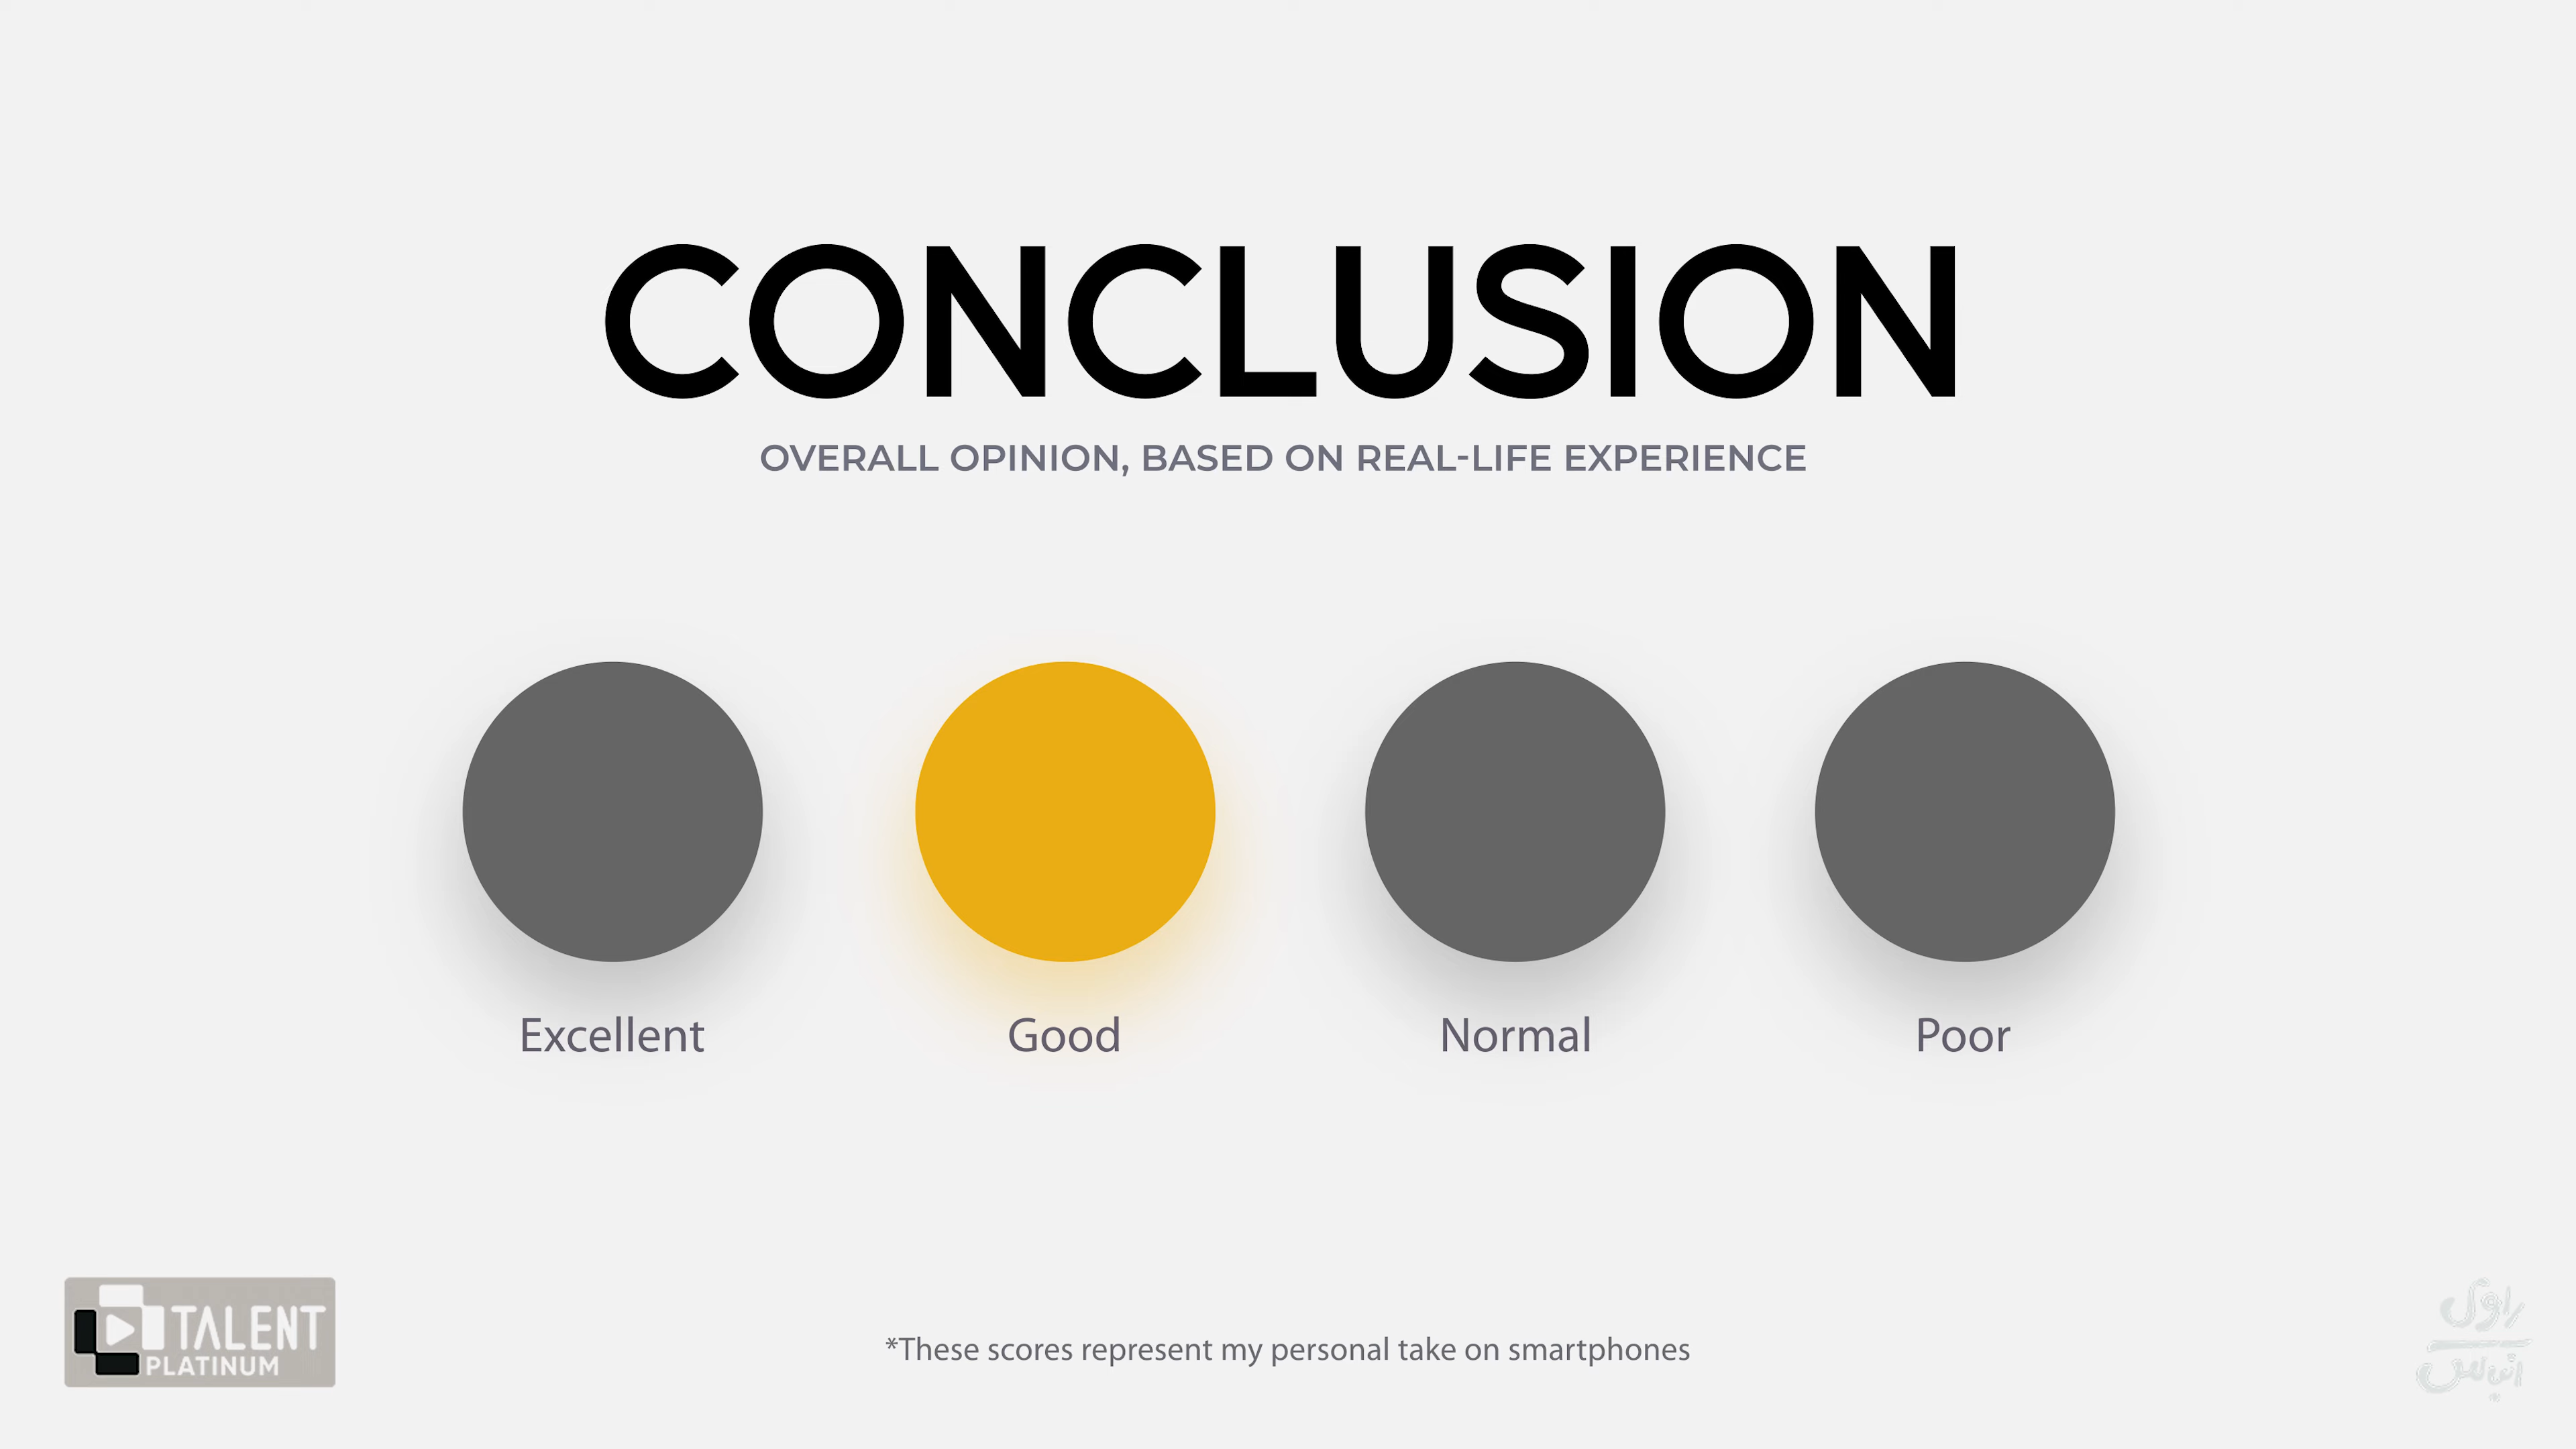 CONCLUSION
OVERALL OPINION, BASED ON REAL-LIFE EXPERIENCE
Excellent
Good
Normal
Poor
TALENT
PLATINUM
*These scores represent my personal take on smartphones
راوی